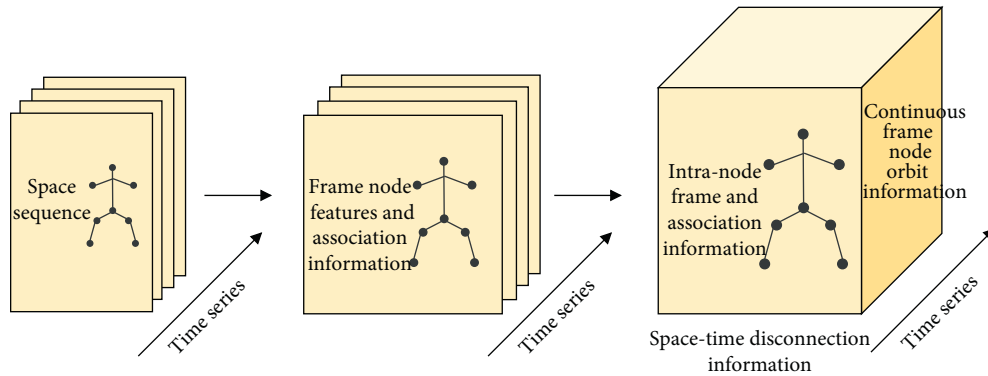 Space
sequence
Time series
Frame node
features and
association
information
Time series
Intra-node
frame and
association
information
Continuous
frame
node
orbit
information
Time series
Space-time disconnection
information